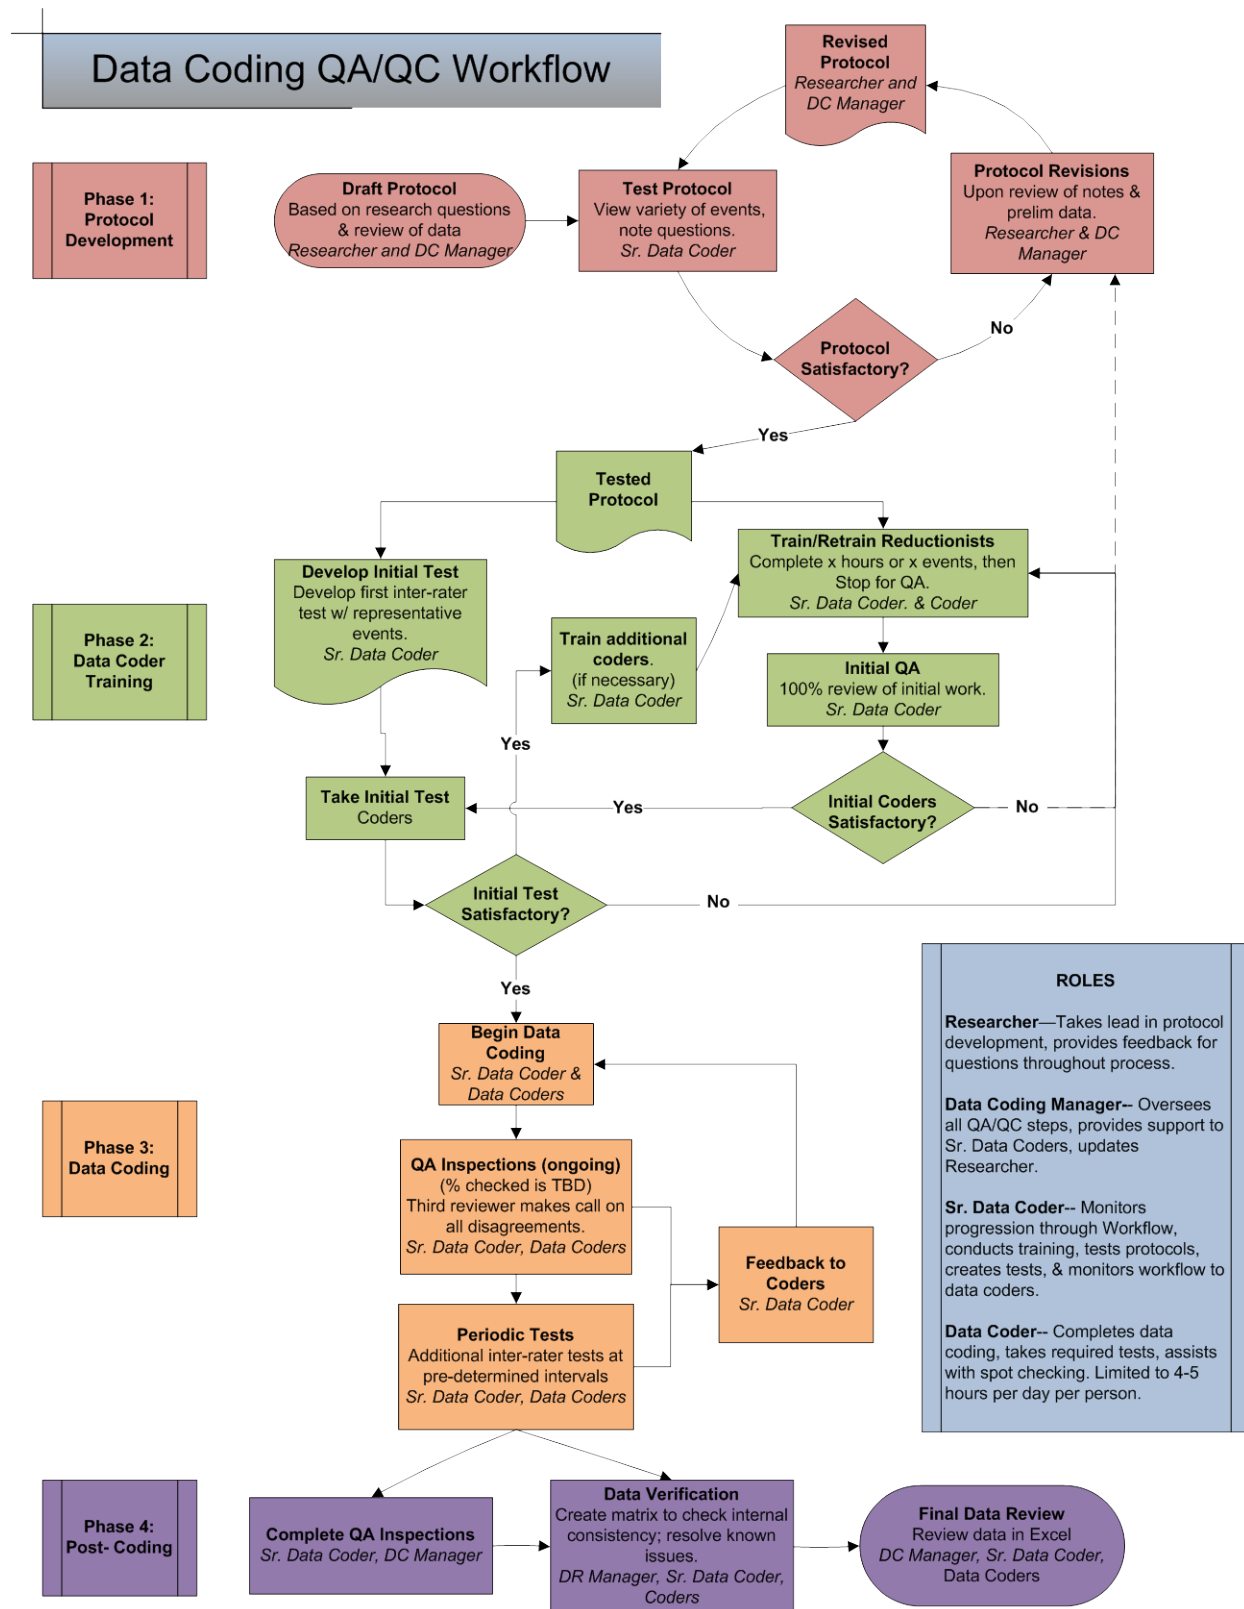 Data Coding QA/QC Workflow
Revised
Protocol
Researcher and
DC Manager
Phase 1:
Protocol
Development
Draft Protocol
Based on research questions
& review of data
Researcher and DC Manager
Test Protocol
View variety of events,
note questions.
Sr. Data Coder
Protocol Revisions
Upon review of notes &
prelim data.
Researcher & DC
Manager
Protocol
Satisfactory?
No
Yes
Tested
Protocol
Phase 2:
Data Coder
Training
Develop Initial Test
Develop first inter-rater
test w/ representative
events.
Sr. Data Coder
Train/Retrain Reductionists
Complete x hours or x events, then
Stop for QA.
Sr. Data Coder. & Coder
Train additional
coders.
(if necessary)
Sr. Data Coder
Initial QA
100% review of initial work.
Sr. Data Coder
Yes
Take Initial Test
Coders
Yes
Initial Coders
Satisfactory?
No
Initial Test
Satisfactory?
No
Yes
Phase 3:
Data Coding
Begin Data
Coding
Sr. Data Coder &
Data Coders
QA Inspections (ongoing)
(% checked is TBD)
Third reviewer makes call on
all disagreements.
Sr. Data Coder, Data Coders
Feedback to
Coders
Sr. Data Coder
Periodic Tests
Additional inter-rater tests at
pre-determined intervals
Sr. Data Coder, Data Coders
ROLES
Researcher—Takes lead in protocol
development, provides feedback for
questions throughout process.
Data Coding Manager-- Oversees
all QA/QC steps, provides support to
Sr. Data Coders, updates
Researcher.
Sr. Data Coder-- Monitors
progression through Workflow,
conducts training, tests protocols,
creates tests, & monitors workflow to
data coders.
Data Coder-- Completes data
coding, takes required tests, assists
with spot checking. Limited to 4-5
hours per day per person.
Phase 4:
Post- Coding
Complete QA Inspections
Sr. Data Coder, DC Manager
Data Verification
Create matrix to check internal
consistency; resolve known
issues.
DR Manager, Sr. Data Coder,
Coders
Final Data Review
Review data in Excel
DC Manager, Sr. Data Coder,
Data Coders